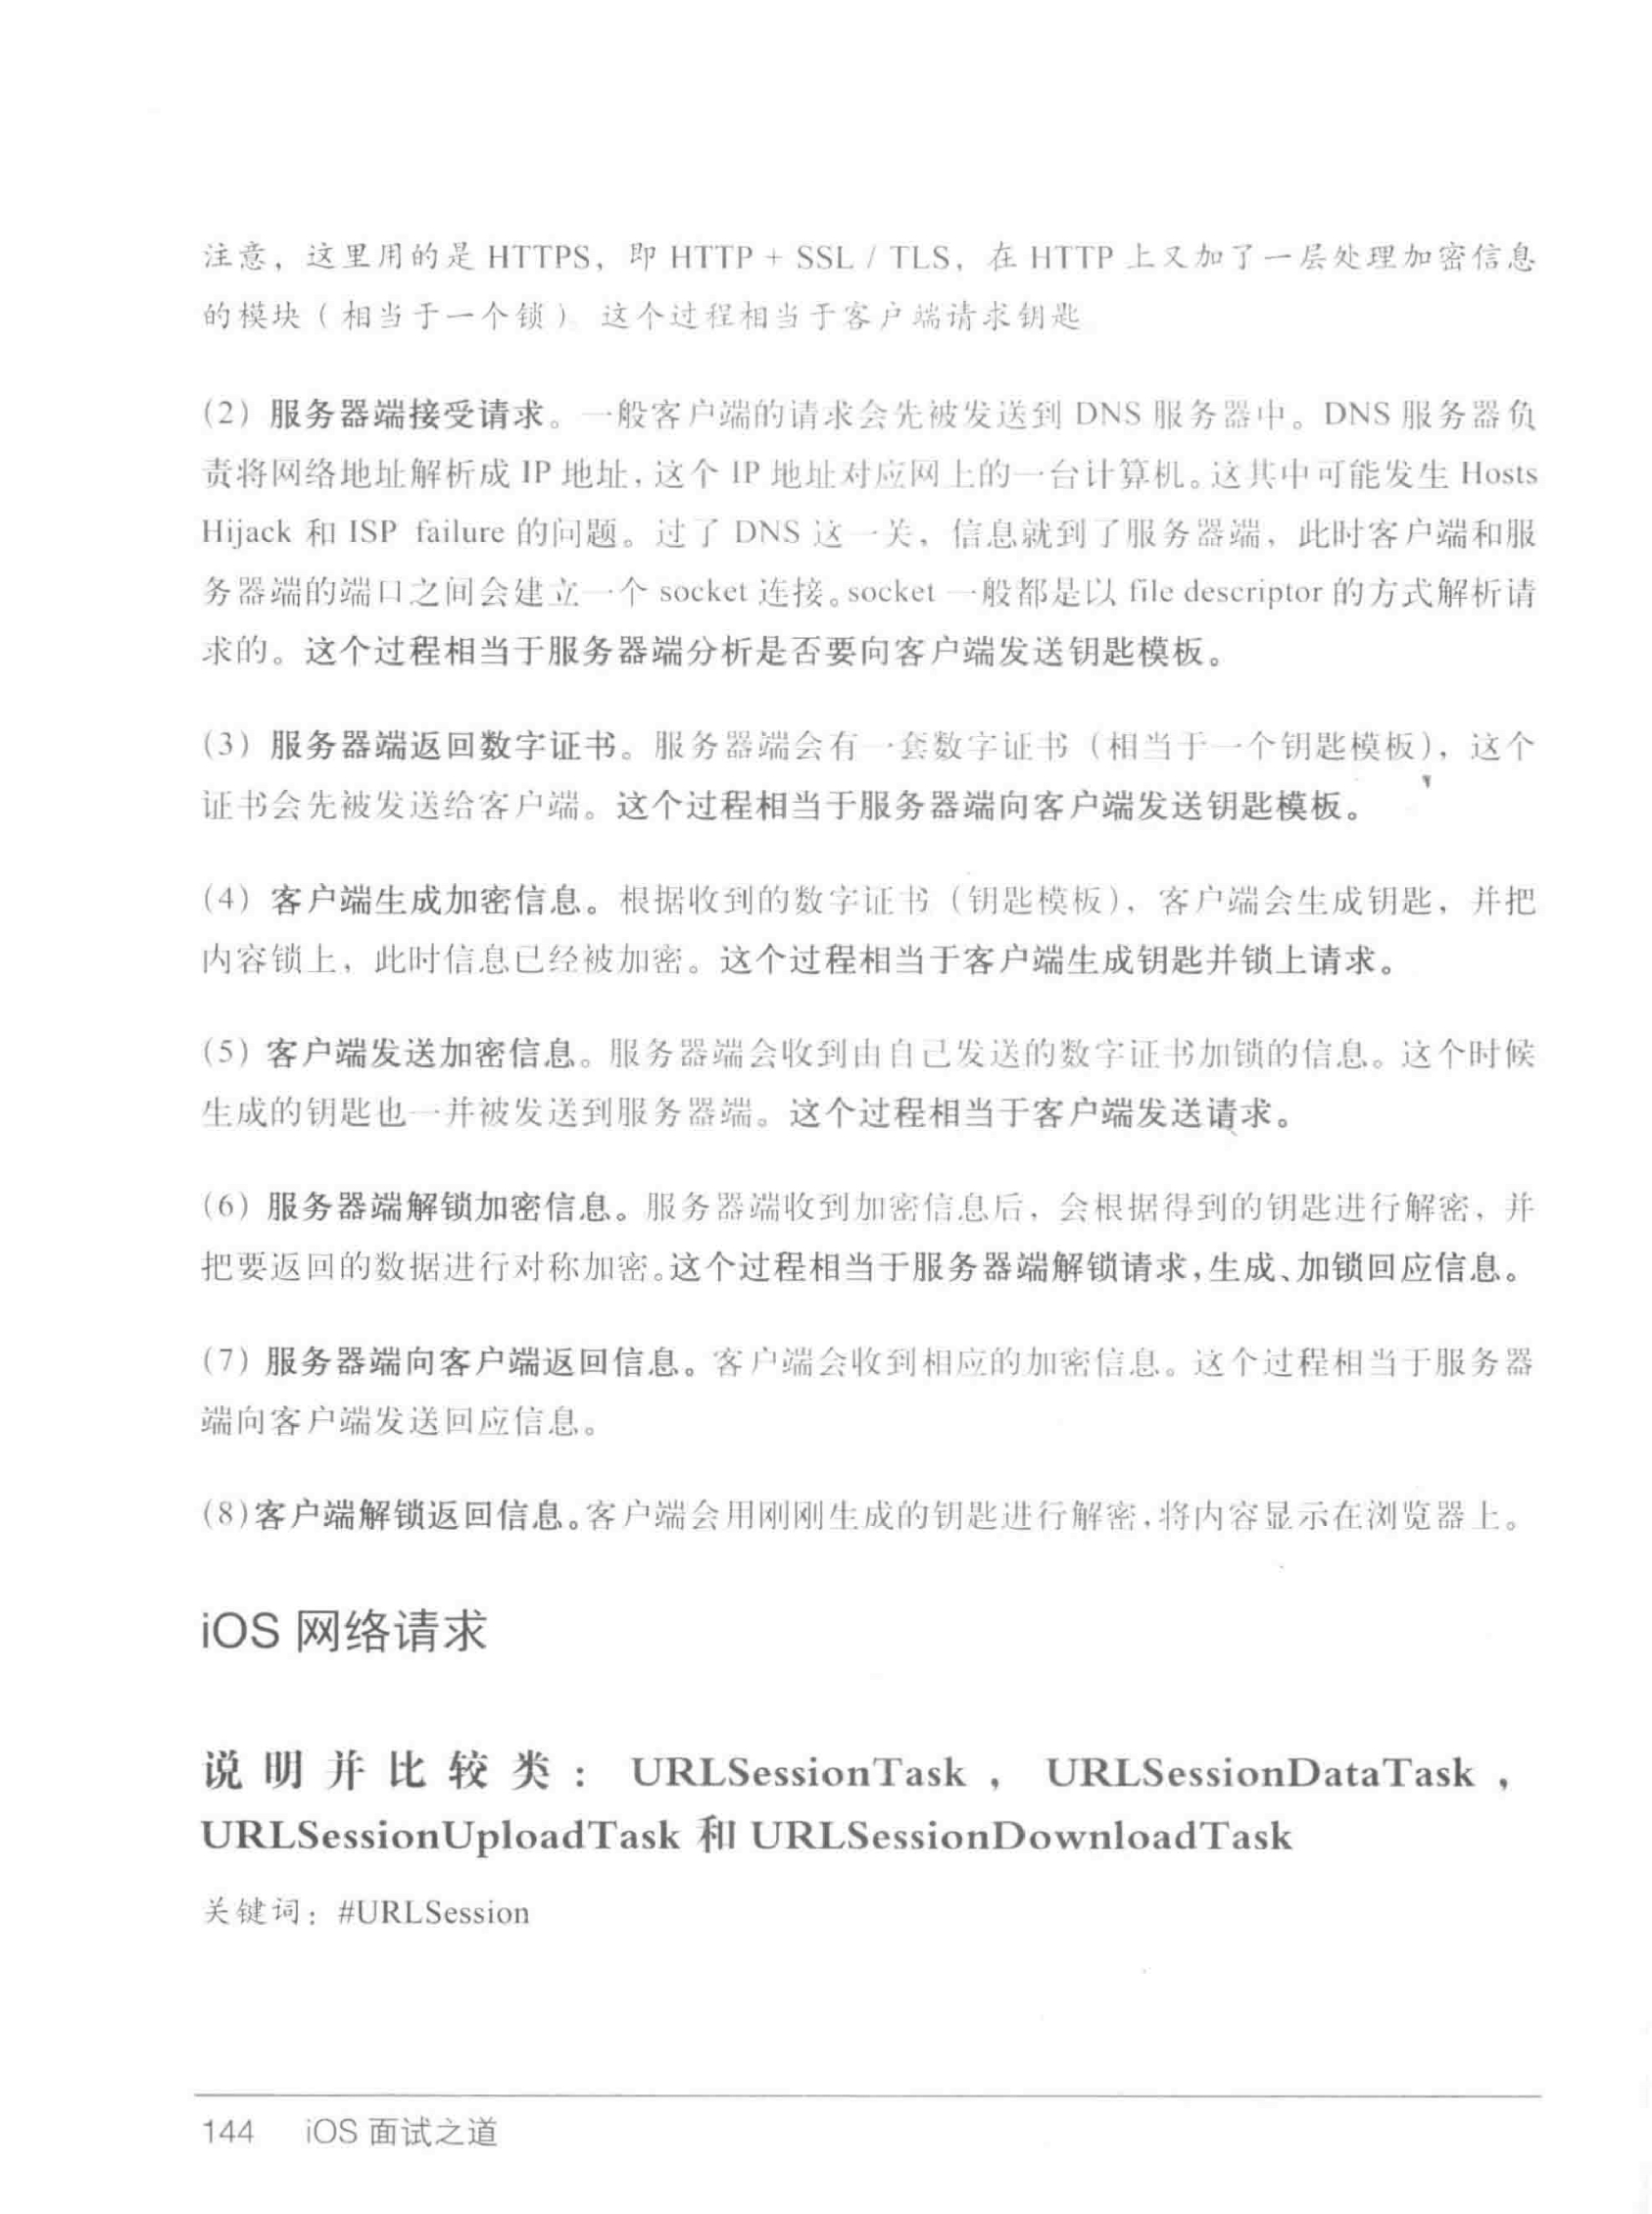 注意，这里用的是 HTTPS，即 HTTP + SSL / TLS，在 HTTP 上又加了一层处理加密信息
的模块（相当于一个锁） 这个过程相当于客户端请求钥匙
(2) 服务器端接受请求。一般客户端的请求会先被发送到 DNS 服务器中。DNS 服务器负
责将网络地址解析成 IP 地址，这个 IP 地址对应网上的一台计算机。这其中可能发生 Hosts
Hijack 和 ISP failure 的问题。过了 DNS 这一关，信息就到了服务器端，此时客户端和服
务器端的端口之间会建立一个 socket 连接。socket 一般都是以 file descriptor 的方式解析请
求的。这个过程相当于服务器端分析是否要向客户端发送钥匙模板。
(3) 服务器端返回数字证书。服务器端会有一套数字证书（相当于一个钥匙模板），这个
证书会先被发送给客户端。这个过程相当于服务器端向客户端发送钥匙模板。
(4) 客户端生成加密信息。根据收到的数字证书（钥匙模板），客户端会生成钥匙，并把
内容锁上，此时信息已经被加密。这个过程相当于客户端生成钥匙并锁上请求。
(5) 客户端发送加密信息。服务器端会收到由自己发送的数字证书加锁的信息。这个时候
生成的钥匙也一并被发送到服务器端。这个过程相当于客户端发送请求。
(6) 服务器端解锁加密信息。服务器端收到加密信息后，会根据得到的钥匙进行解密，并
把要返回的数据进行对称加密。这个过程相当于服务器端解锁请求，生成、加锁回应信息。
(7) 服务器端向客户端返回信息。客户端会收到相应的加密信息。这个过程相当于服务器
端向客户端发送回应信息。
(8)客户端解锁返回信息。客户端会用刚刚生成的钥匙进行解密，将内容显示在浏览器上。
iOS 网络请求
说明并比较类：URLSessionTask，URLSessionDataTask，
URLSessionUploadTask 和 URLSessionDownloadTask
关键词：#URLSession
144 iOS 面试之道